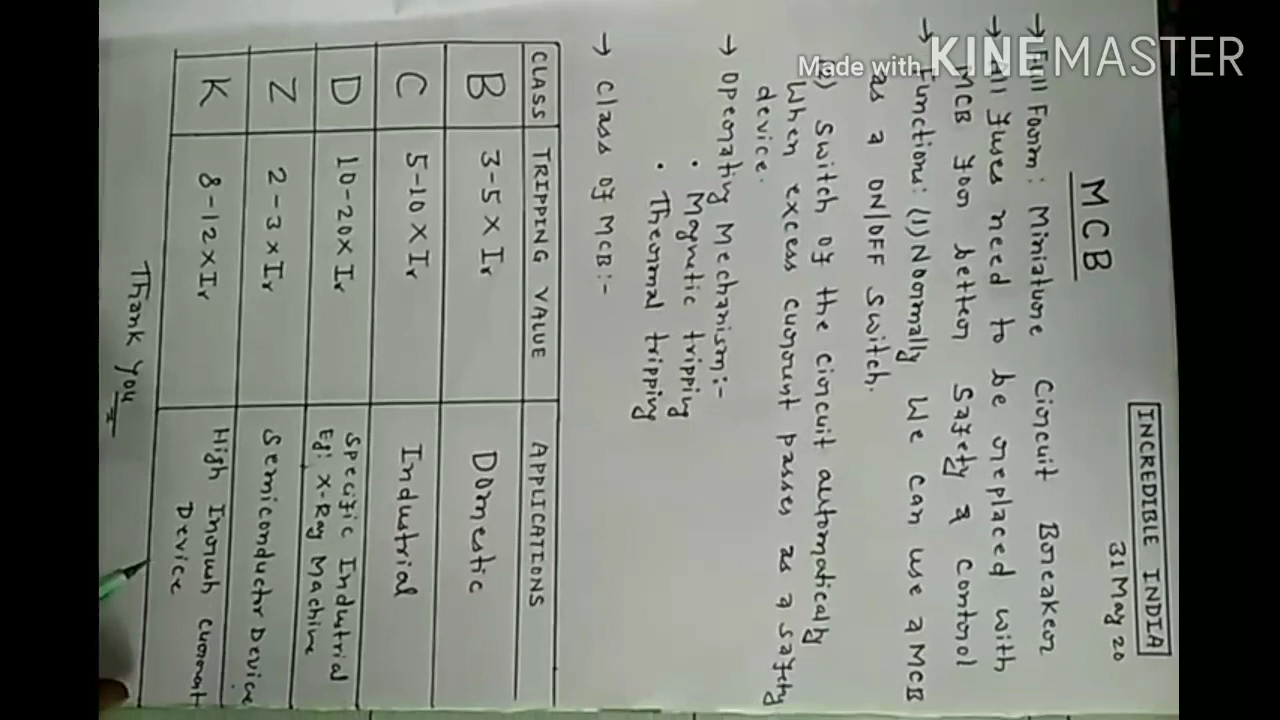 Made with KINEMASTER
INCREDIBLE INDIA
31 May 20
MCB
→ Full Form: Miniature Circuit Breaker
→ All fuses need to be replaced with
MCB for better safety & control
→ Functions: (1) Normally we can use a MCB
as a ON/OFF switch.
(2) Switch of the circuit automatically
when excess current passes as a safety
device.
→ Operating Mechanism:-
• Magnetic tripping
• Thermal tripping
→ Class of MCB:-
CLASS TRIPPING VALUE APPLICATIONS
B 3-5 X Ir Domestic
C 5-10 X Ir Industrial
D 10-20X Ir Specific Indutrial
Eg: X-Ray Machine
Z 2-3 X Ir Semiconductr Device
K 8-12 X Ir High Inrush current
Device
Thank You